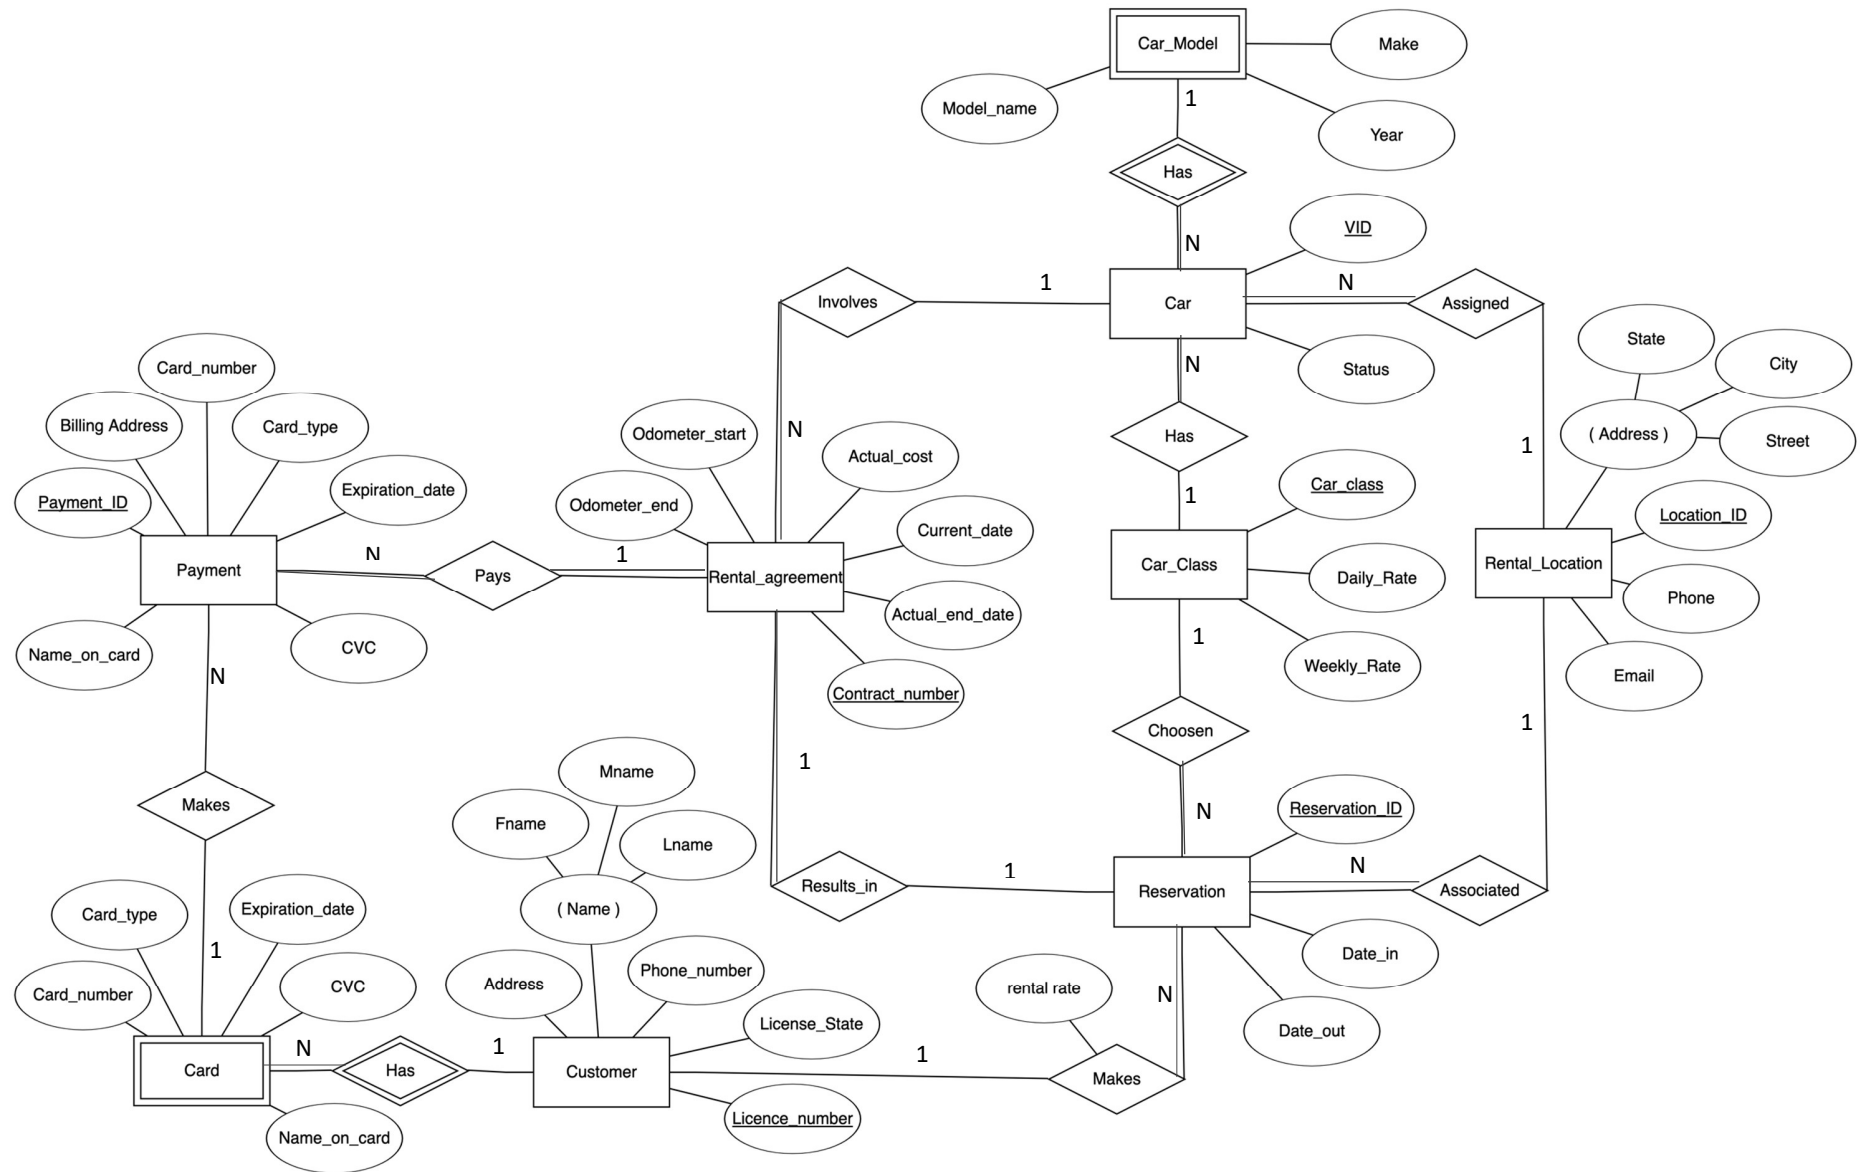 Car_Model
Make
Model_name
Year
1
Has
N
VID
Car
Status
N
Assigned
1
Involves
N
State
City
( Address )
Street
1
Location_ID
Rental_Location
Phone
Email
1
N
Has
1
Car_class
Car_Class
Daily_Rate
Weekly_Rate
1
Choosen
N
Card_number
Billing Address
Card_type
Payment_ID
Expiration_date
Payment
Name_on_card
CVC
N
Pays
1
Odometer_start
Actual_cost
Odometer_end
Current_date
Rental_agreement
Actual_end_date
Contract_number
1
Results_in
1
Reservation_ID
Reservation
N
Associated
Date_in
Date_out
N
Makes
1
Card_type
Expiration_date
Card_number
CVC
Card
Name_on_card
N
Has
1
Mname
Fname
Lname
( Name )
Address
Phone_number
License_State
Customer
Licence_number
1
rental rate
Makes
N